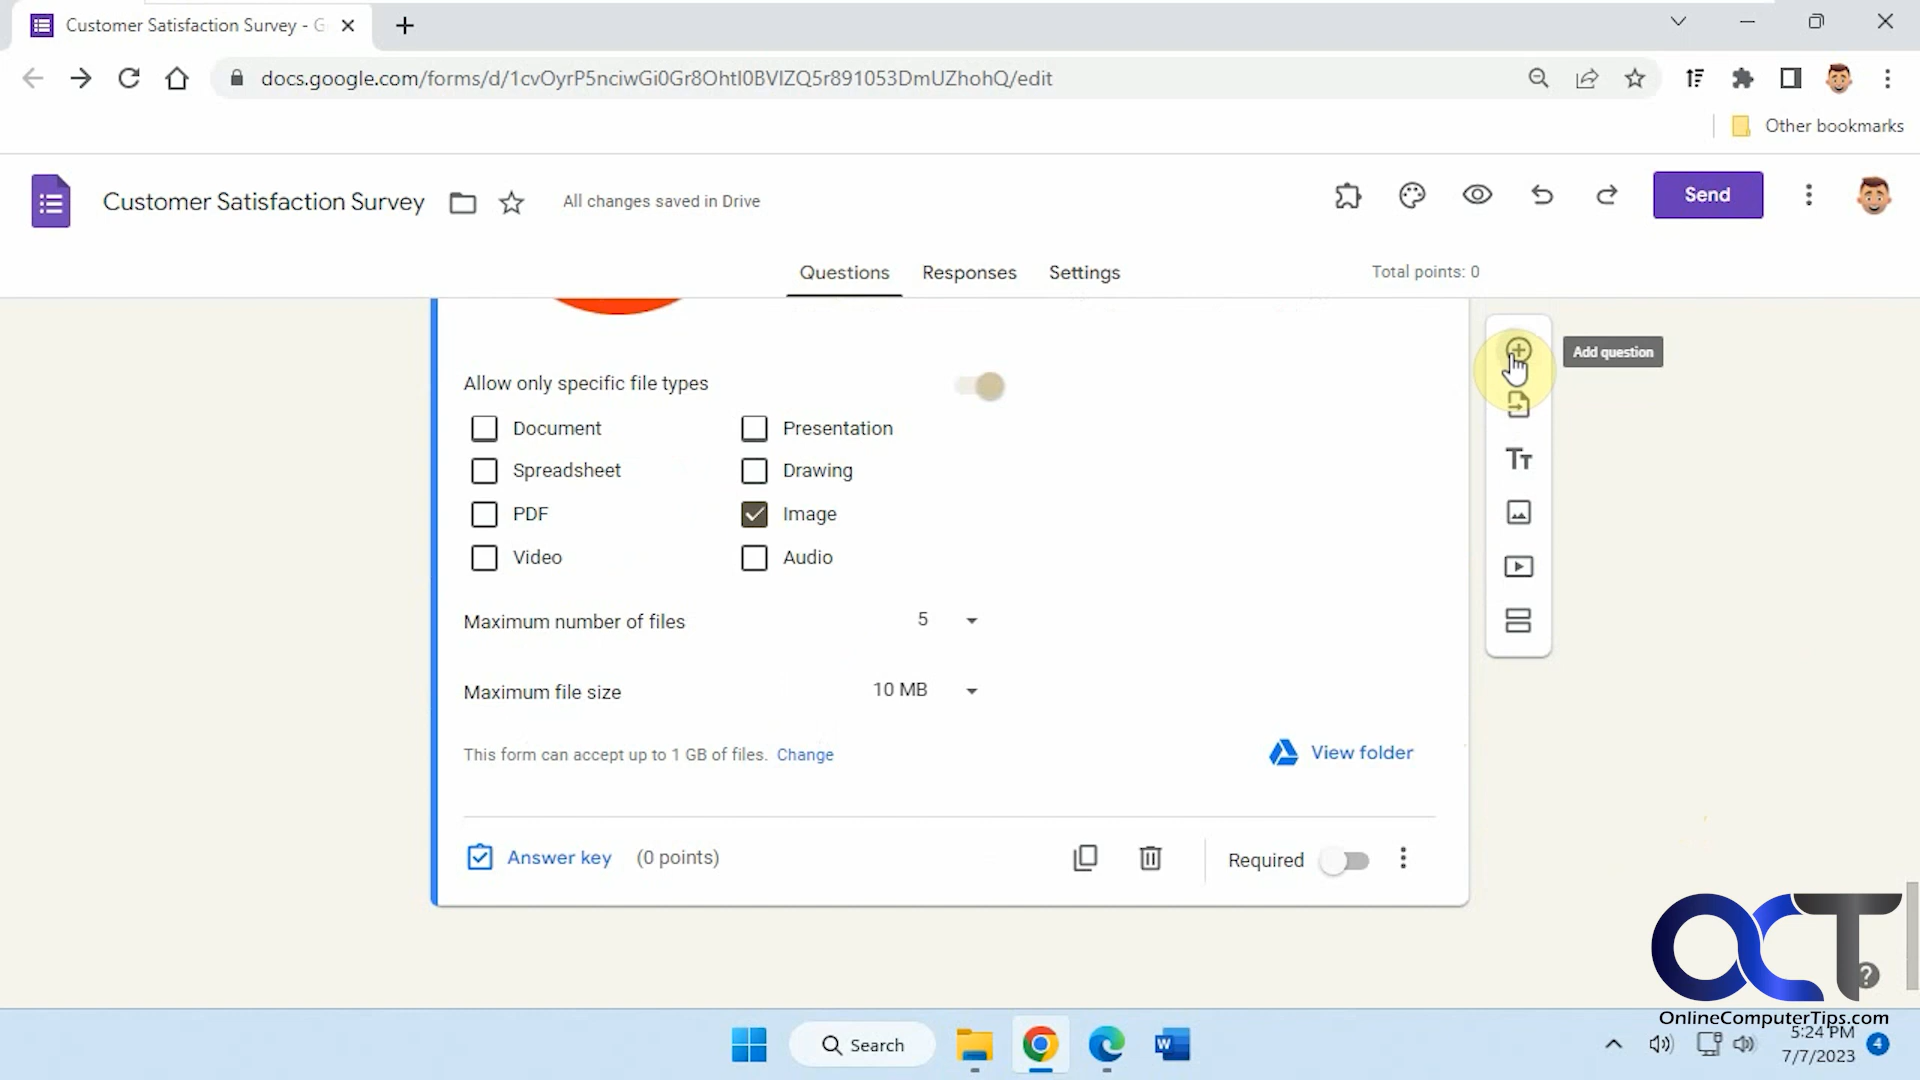 Customer Satisfaction Survey - G
docs.google.com/forms/d/1cvOyrP5nciwGi0Gr8OhtI0BVIZQ5r891053DmUZhohQ/edit
Other bookmarks
Customer Satisfaction Survey
All changes saved in Drive
Send
Questions
Responses
Settings
Total points: 0
Add question
Allow only specific file types
Document
Presentation
Spreadsheet
Drawing
PDF
Image
Video
Audio
Tт
Maximum number of files
5
Maximum file size
10 MB
This form can accept up to 1 GB of files. Change
View folder
Answer key
(0 points)
Required
OCT
OnlineComputerTips.com
Search
W
5:24 PM
7/7/2023
4